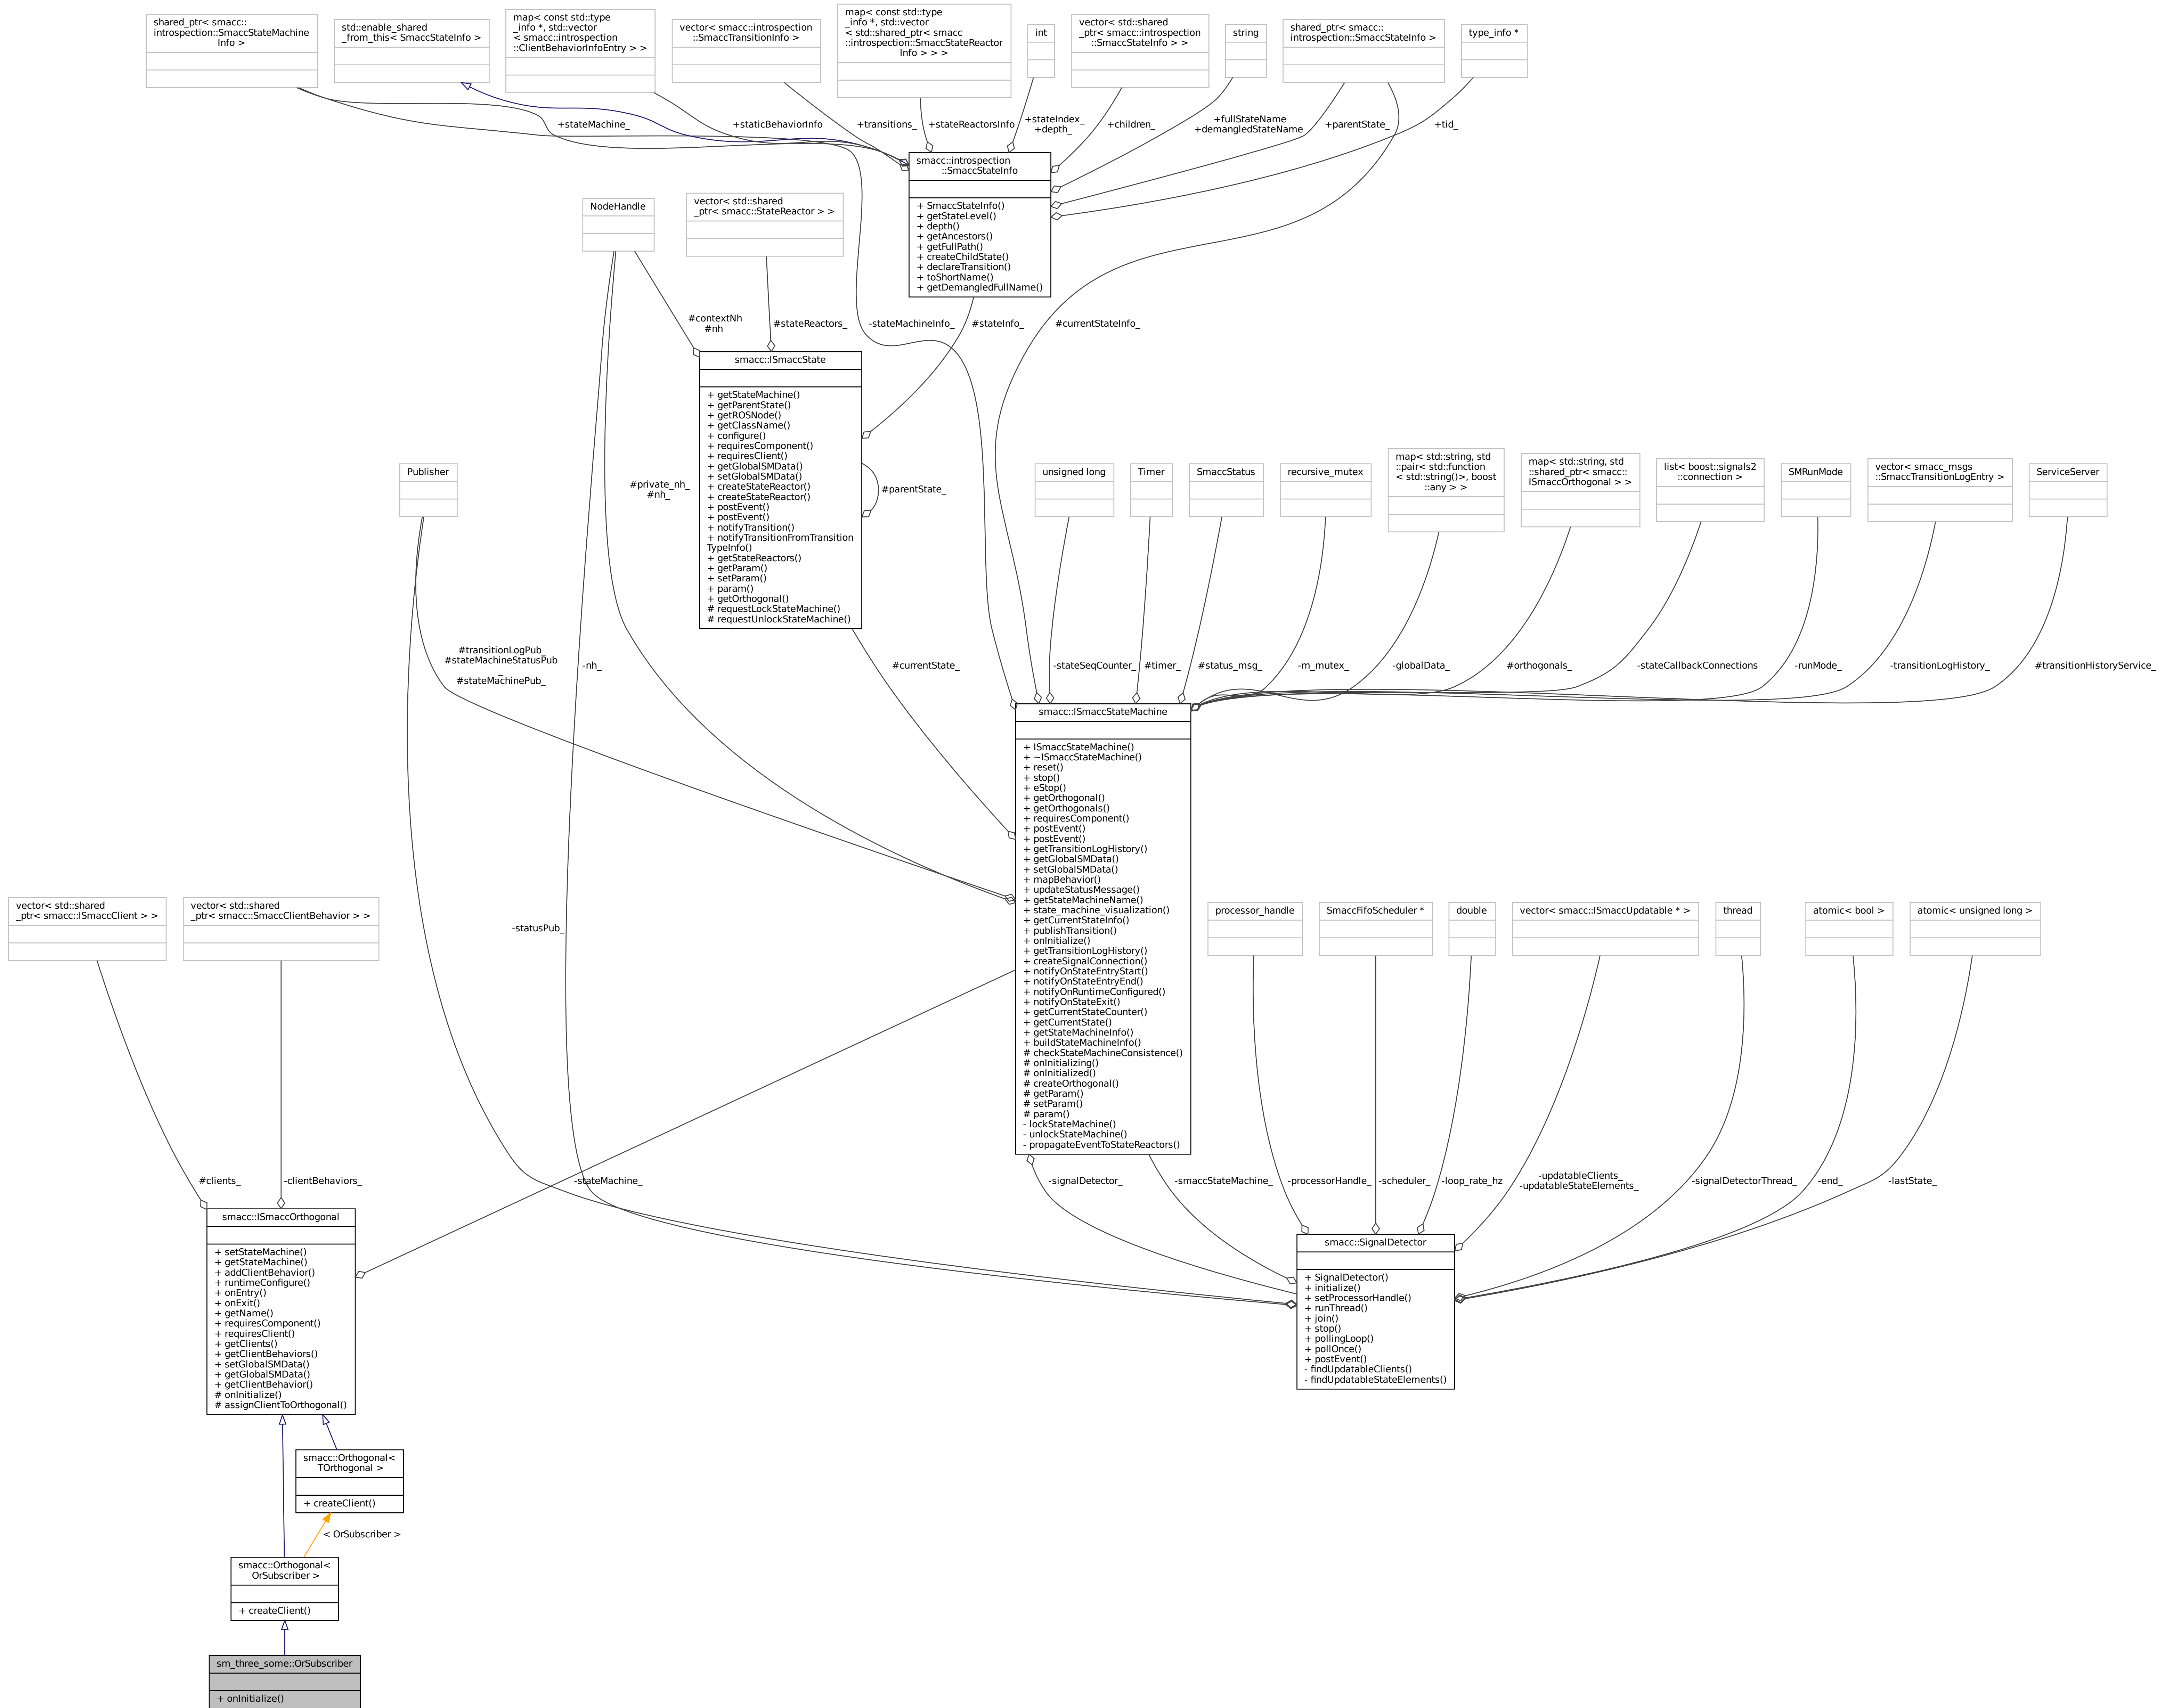 shared_ptr< smacc::
introspection::SmaccStateMachine
Info >
std::enable_shared
_from_this< SmaccStateInfo >
map< const std::type
_info *, std::vector
< smacc::introspection
::ClientBehaviorInfoEntry > >
vector< smacc::introspection
::SmaccTransitionInfo >
map< const std::type
_info *, std::vector
< std::shared_ptr< smacc
::introspection::SmaccStateReactor
Info > > >
int
vector< std::shared
_ptr< smacc::introspection
::SmaccStateInfo > >
string
shared_ptr< smacc::
introspection::SmaccStateInfo >
type_info *
+stateMachine_
+staticBehaviorInfo
+transitions_
+stateReactorsInfo
+stateIndex_
+depth_
+children_
+fullStateName
+demangledStateName
+parentState_
+tid_
smacc::introspection
::SmaccStateInfo
+ SmaccStateInfo()
+ getStateLevel()
+ depth()
+ getAncestors()
+ getFullPath()
+ createChildState()
+ declareTransition()
+ toShortName()
+ getDemangledFullName()
NodeHandle
vector< std::shared
_ptr< smacc::StateReactor > >
#contextNh
#nh
#stateReactors_
-stateMachineInfo_
#stateInfo_
#currentStateInfo_
smacc::ISmaccState
+ getStateMachine()
+ getParentState()
+ getROSNode()
+ getClassName()
+ configure()
+ requiresComponent()
+ requiresClient()
+ getGlobalSMData()
+ setGlobalSMData()
+ createStateReactor()
+ createStateReactor()
+ postEvent()
+ postEvent()
+ notifyTransition()
+ notifyTransitionFromTransition
TypeInfo()
+ getStateReactors()
+ getParam()
+ setParam()
+ param()
+ getOrthogonal()
# requestLockStateMachine()
# requestUnlockStateMachine()
#parentState_
Publisher
#private_nh_
#nh_
unsigned long
Timer
SmaccStatus
recursive_mutex
map< std::string, std
::pair< std::function
< std::string()>, boost
::any > >
map< std::string, std
::shared_ptr< smacc::
ISmaccOrthogonal > >
list< boost::signals2
::connection >
SMRunMode
vector< smacc_msgs
::SmaccTransitionLogEntry >
ServiceServer
#transitionLogPub_
#stateMachineStatusPub
_
#stateMachinePub_
-nh_
#currentState_
-stateSeqCounter_
#timer_
#status_msg_
-m_mutex_
-globalData_
#orthogonals_
-stateCallbackConnections
-runMode_
-transitionLogHistory_
#transitionHistoryService_
smacc::ISmaccStateMachine
+ ISmaccStateMachine()
+ ~ISmaccStateMachine()
+ reset()
+ stop()
+ eStop()
+ getOrthogonal()
+ getOrthogonals()
+ requiresComponent()
+ postEvent()
+ postEvent()
+ getTransitionLogHistory()
+ getGlobalSMData()
+ setGlobalSMData()
+ mapBehavior()
+ updateStatusMessage()
+ getStateMachineName()
+ state_machine_visualization()
+ getCurrentStateInfo()
+ publishTransition()
+ onInitialize()
+ getTransitionLogHistory()
+ createSignalConnection()
+ notifyOnStateEntryStart()
+ notifyOnStateEntryEnd()
+ notifyOnRuntimeConfigured()
+ notifyOnStateExit()
+ getCurrentStateCounter()
+ getCurrentState()
+ getStateMachineInfo()
+ buildStateMachineInfo()
# checkStateMachineConsistence()
# onInitializing()
# onInitialized()
# createOrthogonal()
# getParam()
# setParam()
# param()
- lockStateMachine()
- unlockStateMachine()
- propagateEventToStateReactors()
vector< std::shared
_ptr< smacc::ISmaccClient > >
vector< std::shared
_ptr< smacc::SmaccClientBehavior > >
-statusPub_
processor_handle
SmaccFifoScheduler *
double
vector< smacc::ISmaccUpdatable * >
thread
atomic< bool >
atomic< unsigned long >
#clients_
-clientBehaviors_
-stateMachine_
-signalDetector_
-smaccStateMachine_
-processorHandle_
-scheduler_
-loop_rate_hz
-updatableClients_
-updatableStateElements_
-signalDetectorThread_
-end_
-lastState_
smacc::ISmaccOrthogonal
+ setStateMachine()
+ getStateMachine()
+ addClientBehavior()
+ runtimeConfigure()
+ onEntry()
+ onExit()
+ getName()
+ requiresComponent()
+ requiresClient()
+ getClients()
+ getClientBehaviors()
+ setGlobalSMData()
+ getGlobalSMData()
+ getClientBehavior()
# onInitialize()
# assignClientToOrthogonal()
smacc::SignalDetector
+ SignalDetector()
+ initialize()
+ setProcessorHandle()
+ runThread()
+ join()
+ stop()
+ pollingLoop()
+ pollOnce()
+ postEvent()
- findUpdatableClients()
- findUpdatableStateElements()
smacc::Orthogonal<
TOrthogonal >
+ createClient()
< OrSubscriber >
smacc::Orthogonal<
OrSubscriber >
+ createClient()
sm_three_some::OrSubscriber
+ onInitialize()